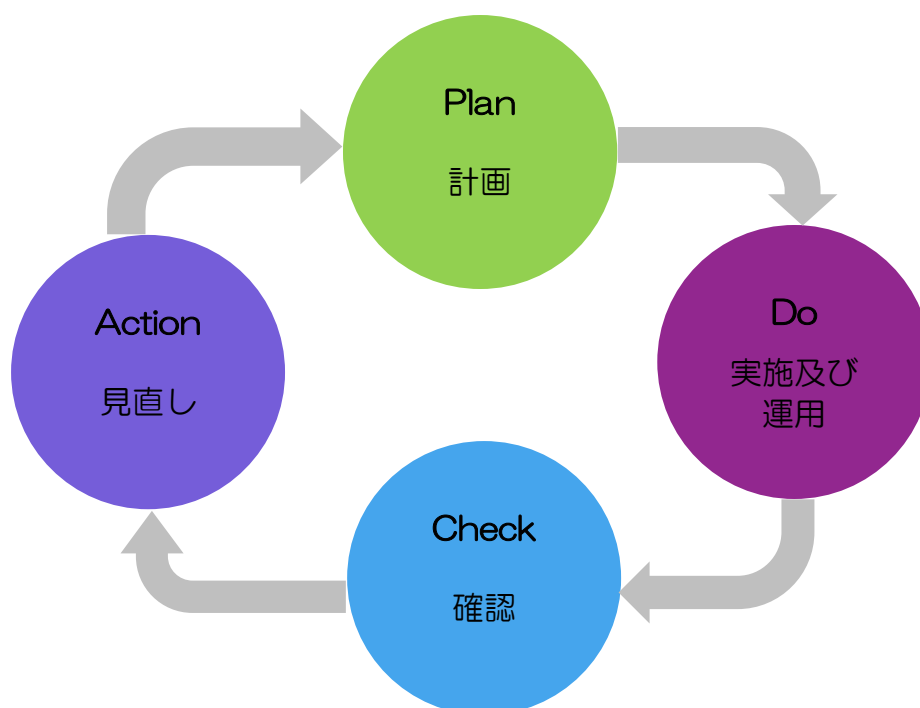 Plan
計画
Do
実施及び
運用
Check
確認
Action
見直し